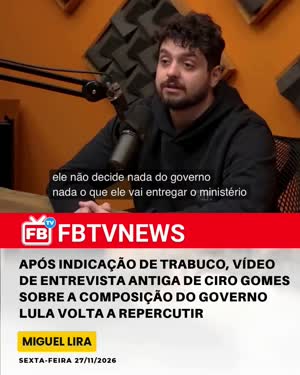 ele não decide nada do governo
nada o que ele vai entregar o ministério
FB TV FBTVNEWS
APÓS INDICAÇÃO DE TRABUCO, VÍDEO
DE ENTREVISTA ANTIGA DE CIRO GOMES
SOBRE A COMPOSIÇÃO DO GOVERNO
LULA VOLTA A REPERCUTIR
MIGUEL LIRA
SEXTA-FEIRA 27/11/2026